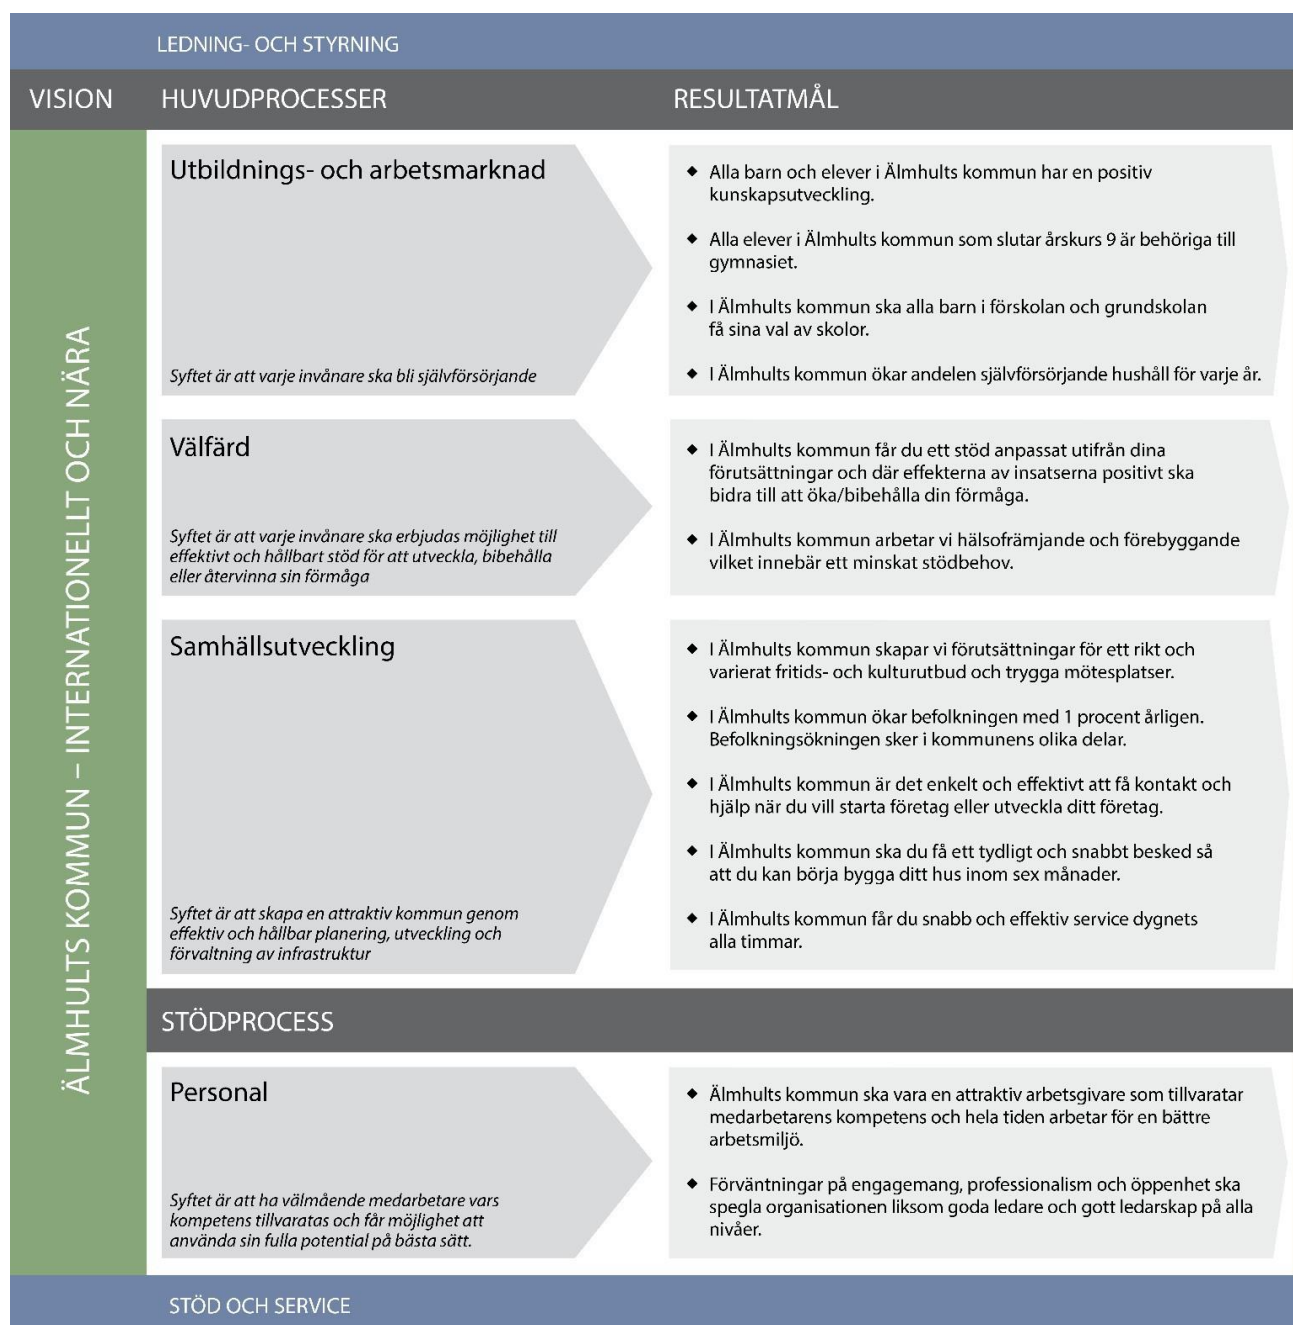 LEDNING- OCH STYRNING
VISION
HUVUDPROCESSER
RESULTATMÅL
ÄLMHULTS KOMMUN – INTERNATIONELLT OCH NÄRA
Utbildnings- och arbetsmarknad
Syftet är att varje invånare ska bli självförsörjande
◆ Alla barn och elever i Älmhults kommun har en positiv
kunskapsutveckling.
◆ Alla elever i Älmhults kommun som slutar årskurs 9 är behöriga till
gymnasiet.
◆ I Älmhults kommun ska alla barn i förskolan och grundskolan
få sina val av skolor.
◆ I Älmhults kommun ökar andelen självförsörjande hushåll för varje år.
Välfärd
Syftet är att varje invånare ska erbjudas möjlighet till
effektivt och hållbart stöd för att utveckla, bibehålla
eller återvinna sin förmåga
◆ I Älmhults kommun får du ett stöd anpassat utifrån dina
förutsättningar och där effekterna av insatserna positivt ska
bidra till att öka/bibehålla din förmåga.
◆ I Älmhults kommun arbetar vi hälsofrämjande och förebyggande
vilket innebär ett minskat stödbehov.
Samhällsutveckling
Syftet är att skapa en attraktiv kommun genom
effektiv och hållbar planering, utveckling och
förvaltning av infrastruktur
◆ I Älmhults kommun skapar vi förutsättningar för ett rikt och
varierat fritids- och kulturutbud och trygga mötesplatser.
◆ I Älmhults kommun ökar befolkningen med 1 procent årligen.
Befolkningsökningen sker i kommunens olika delar.
◆ I Älmhults kommun är det enkelt och effektivt att få kontakt och
hjälp när du vill starta företag eller utveckla ditt företag.
◆ I Älmhults kommun ska du få ett tydligt och snabbt besked så
att du kan börja bygga ditt hus inom sex månader.
◆ I Älmhults kommun får du snabb och effektiv service dygnets
alla timmar.
STÖDPROCESS
Personal
Syftet är att ha välmående medarbetare vars
kompetens tillvaratas och får möjlighet att
använda sin fulla potential på bästa sätt.
◆ Älmhults kommun ska vara en attraktiv arbetsgivare som tillvaratar
medarbetarens kompetens och hela tiden arbetar för en bättre
arbetsmiljö.
◆ Förväntningar på engagemang, professionalism och öppenhet ska
spegla organisationen liksom goda ledare och gott ledarskap på alla
nivåer.
STÖD OCH SERVICE